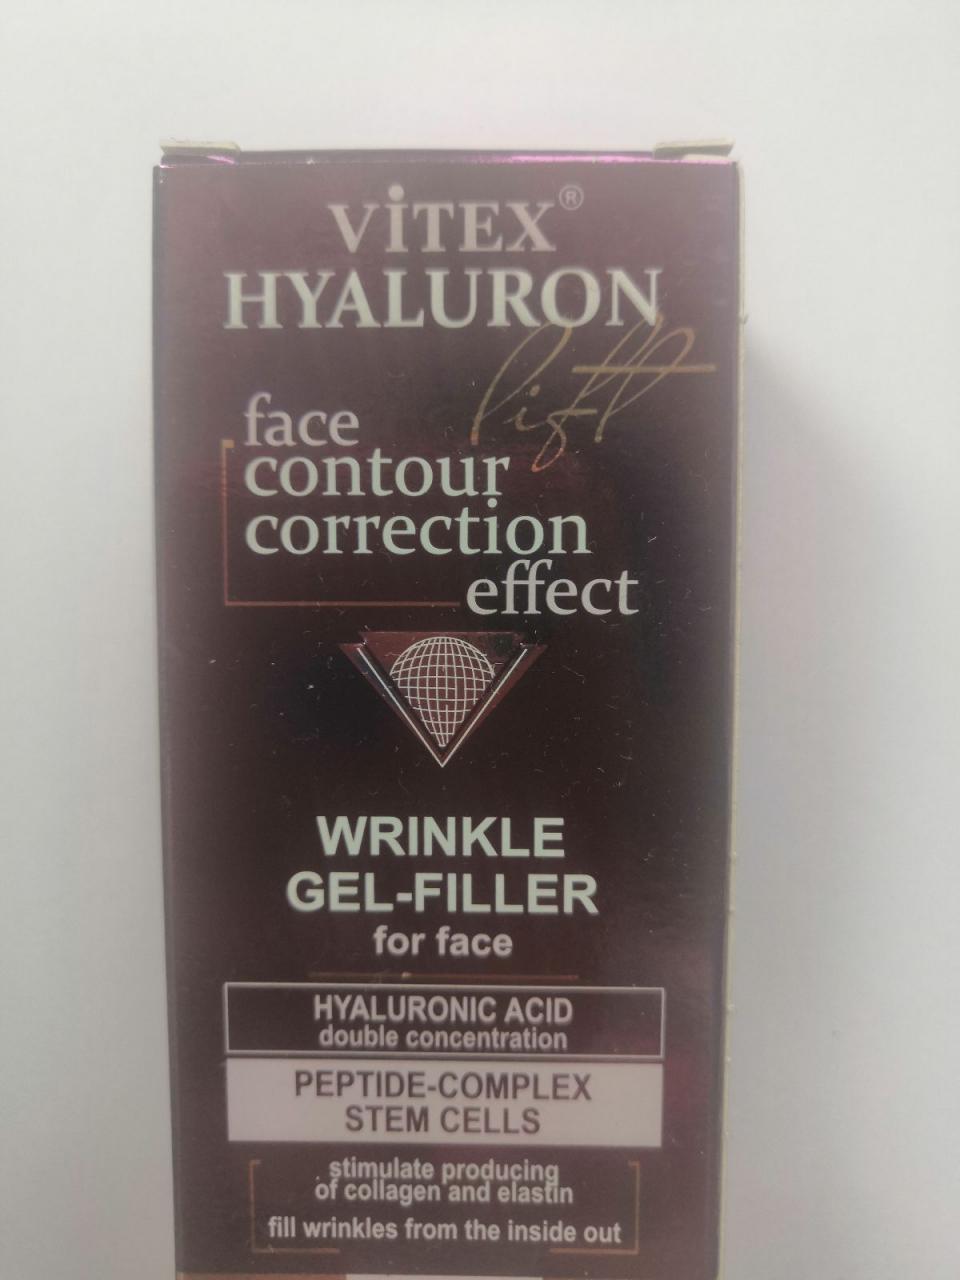 ViTEX®
HYALURON
lift
face
contour
correction
effect
WRINKLE
GEL-FILLER
for face
HYALURONIC ACID
double concentration
PEPTIDE-COMPLEX
STEM CELLS
stimulate producing
of collagen and elastin
fill wrinkles from the inside out